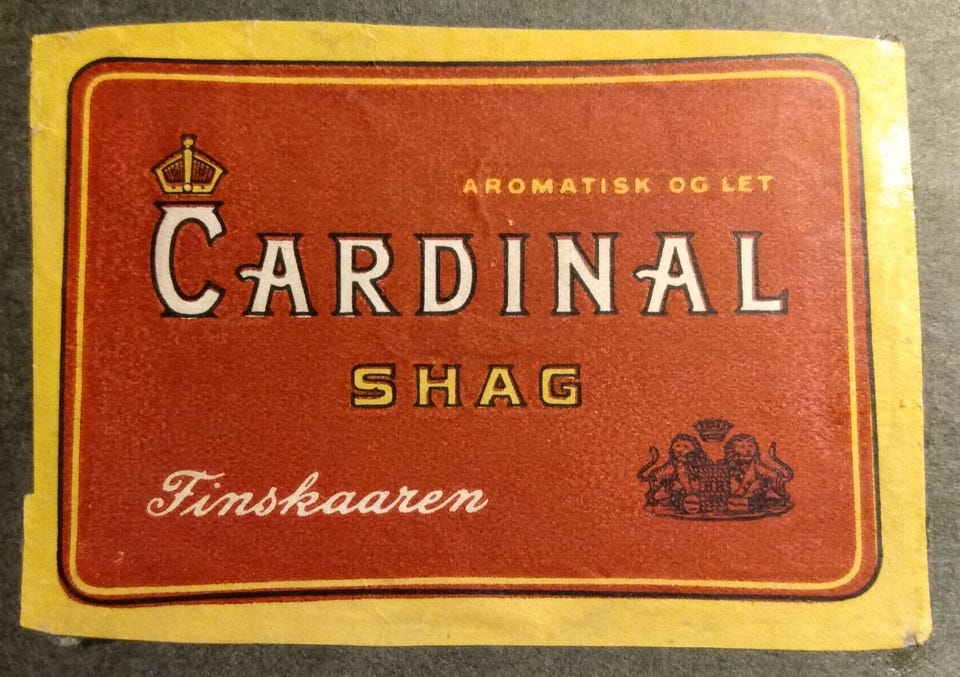 AROMATISK OG LET
CARDINAL
SHAG
Finskaaren